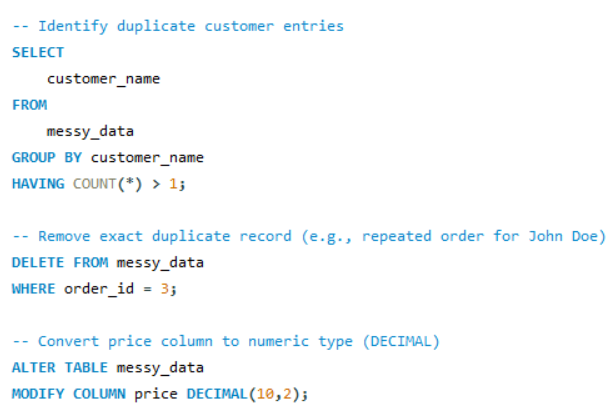 -- Identify duplicate customer entries
SELECT
    customer_name
FROM
    messy_data
GROUP BY customer_name
HAVING COUNT(*) > 1;

-- Remove exact duplicate record (e.g., repeated order for John Doe)
DELETE FROM messy_data
WHERE order_id = 3;

-- Convert price column to numeric type (DECIMAL)
ALTER TABLE messy_data
MODIFY COLUMN price DECIMAL(10,2);